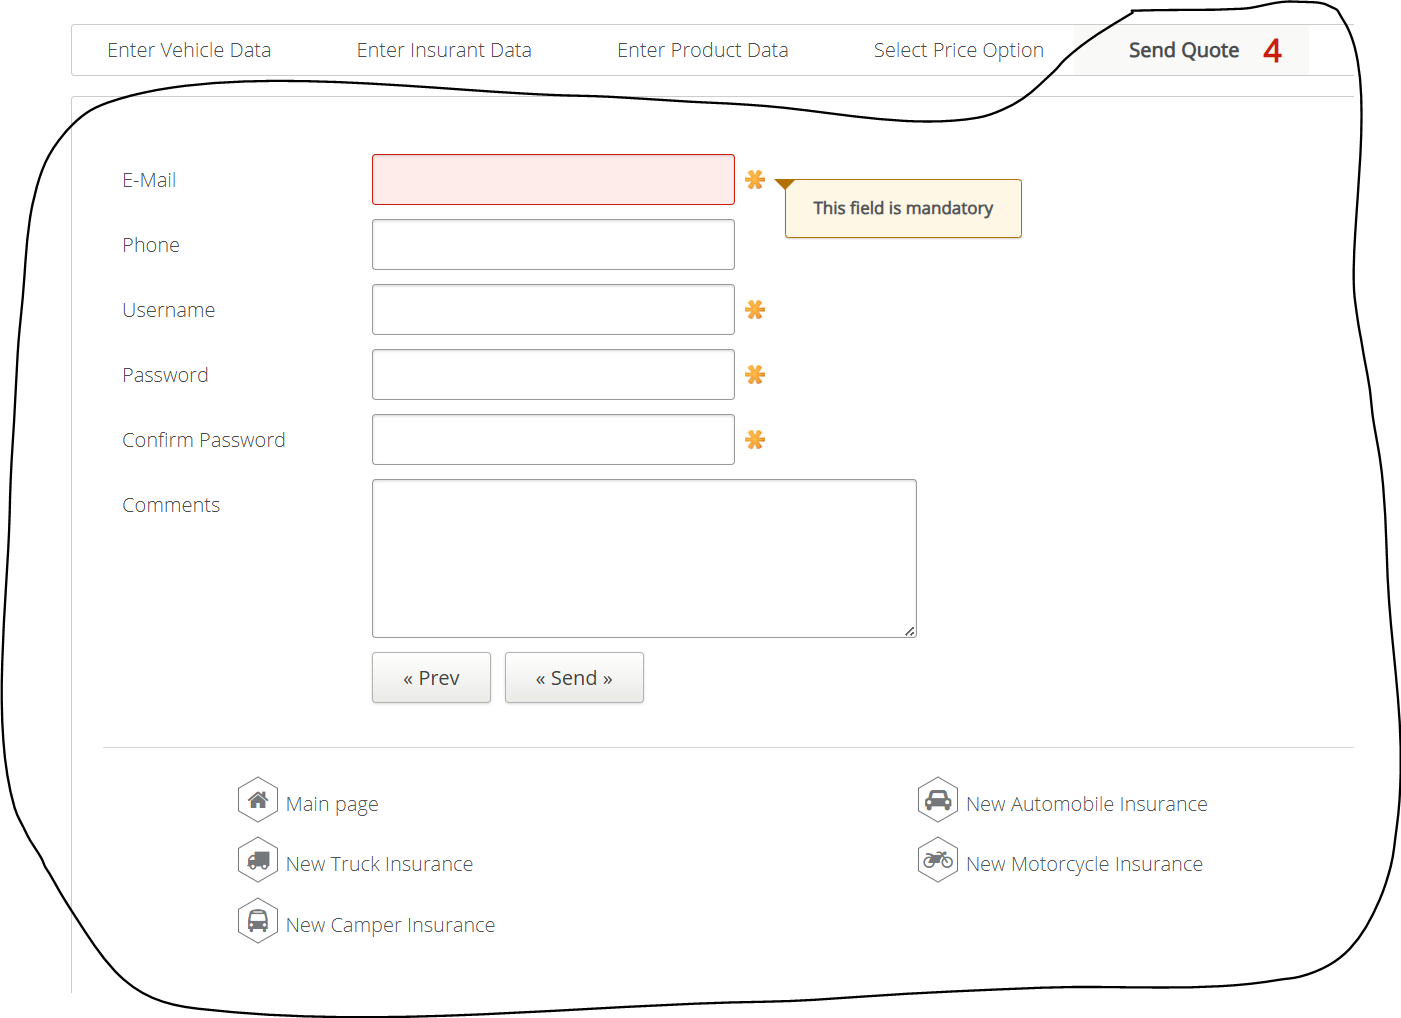 Enter Vehicle Data Enter Insurant Data Enter Product Data Select Price Option Send Quote 4
E-Mail
This field is mandatory
Phone
Username
Password
Confirm Password
Comments
« Prev « Send »
Main page New Automobile Insurance
New Truck Insurance New Motorcycle Insurance
New Camper Insurance